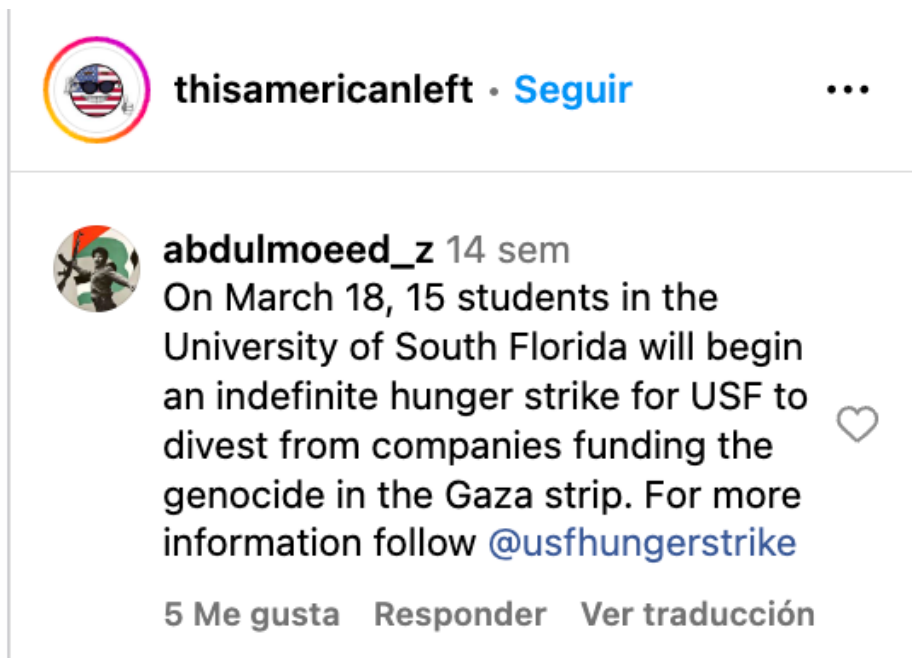 thisamericanleft • Seguir
abdulmoeed_z 14 sem
On March 18, 15 students in the
University of South Florida will begin
an indefinite hunger strike for USF to
divest from companies funding the
genocide in the Gaza strip. For more
information follow @usfhungerstrike
5 Me gusta Responder Ver traducción